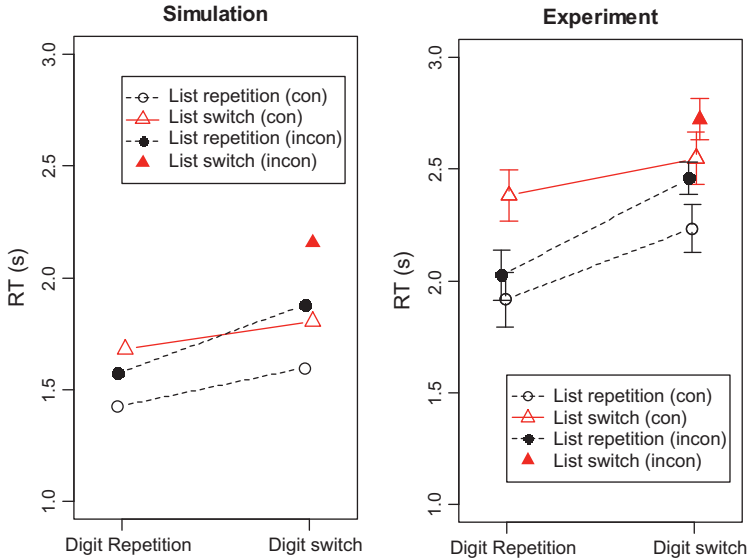 Simulation
RT (s)
3.0
2.5
2.0
1.5
1.0
List repetition (con)
List switch (con)
List repetition (incon)
List switch (incon)
Digit Repetition
Digit switch
Experiment
RT (s)
3.0
2.5
2.0
1.5
1.0
List repetition (con)
List switch (con)
List repetition (incon)
List switch (incon)
Digit Repetition
Digit switch